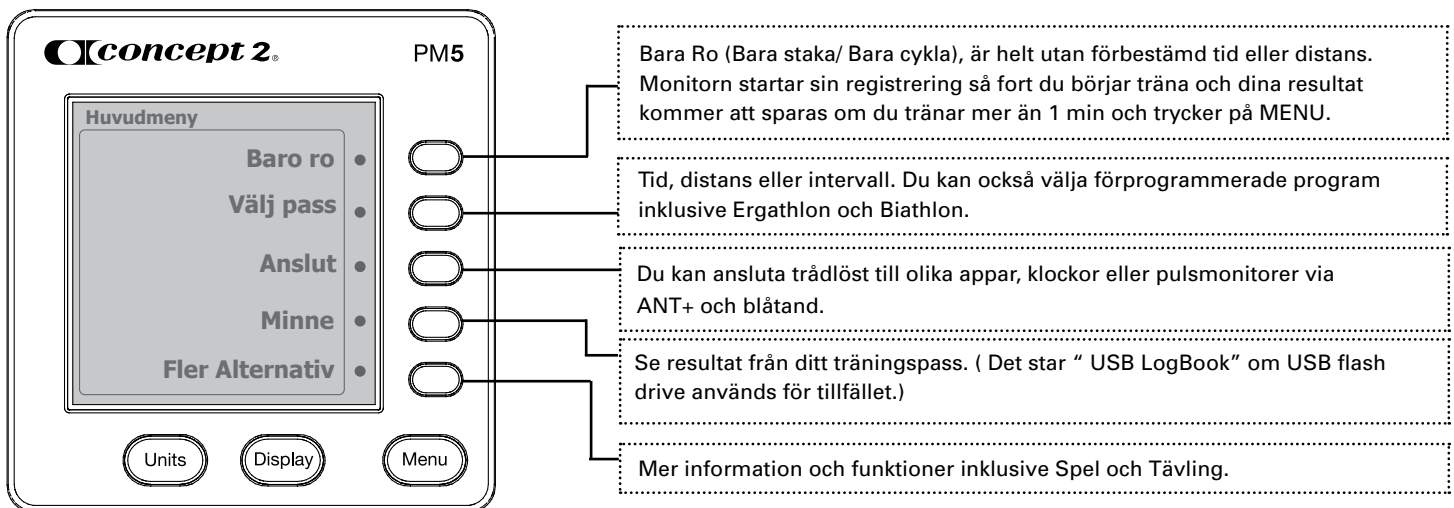 concept 2®
PM5
Huvudmeny
Baro ro
Välj pass
Anslut
Minne
Fler Alternativ
Units
Display
Menu
Bara Ro (Bara staka/ Bara cykla), är helt utan förbestämd tid eller distans.
Monitorn startar sin registrering så fort du börjar träna och dina resultat
kommer att sparas om du tränar mer än 1 min och trycker på MENU.
Tid, distans eller intervall. Du kan också välja förprogrammerade program
inklusive Ergathlon och Biathlon.
Du kan ansluta trådlöst till olika appar, klockor eller pulsmonitorer via
ANT+ och blåtand.
Se resultat från ditt träningspass. ( Det star “ USB LogBook” om USB flash
drive används för tillfället.)
Mer information och funktioner inklusive Spel och Tävling.